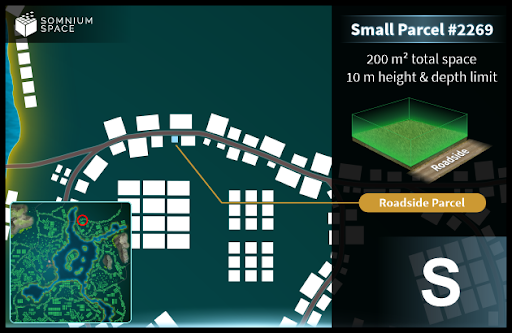 SOMNIUM
SPACE
Small Parcel #2269
200 m² total space
10 m height & depth limit
Roadside
Roadside Parcel
S